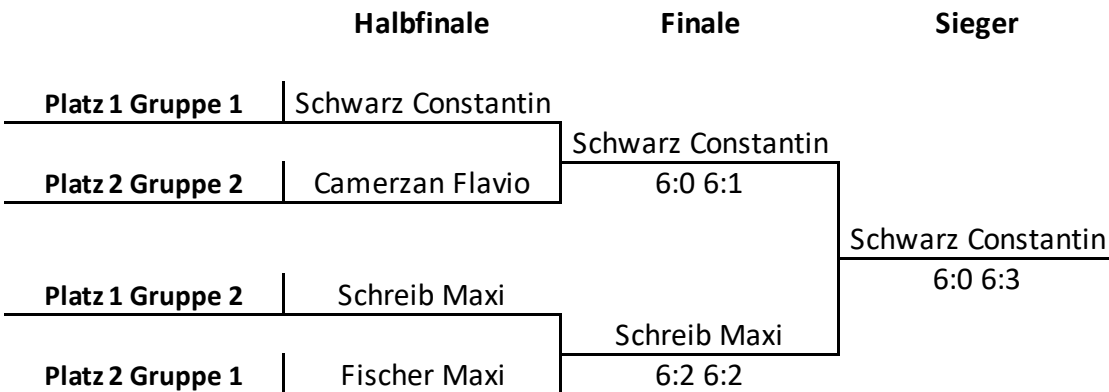 Halbfinale Finale Sieger
Platz 1 Gruppe 1 Schwarz Constantin
Schwarz Constantin
Platz 2 Gruppe 2 Camerzan Flavio 6:0 6:1
Schwarz Constantin
6:0 6:3
Platz 1 Gruppe 2 Schreib Maxi
Schreib Maxi
Platz 2 Gruppe 1 Fischer Maxi 6:2 6:2